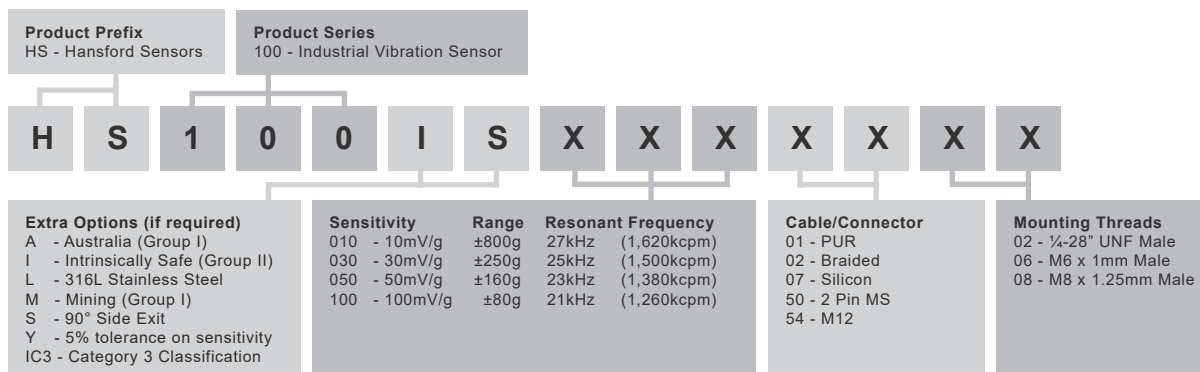 Product Prefix
HS - Hansford Sensors
Product Series
100 - Industrial Vibration Sensor
H S 1 0 0 I S X X X X X X X
Extra Options (if required)
A - Australia (Group I)
I - Intrinsically Safe (Group II)
L - 316L Stainless Steel
M - Mining (Group I)
S - 90° Side Exit
Y - 5% tolerance on sensitivity
IC3 - Category 3 Classification
Sensitivity Range Resonant Frequency
010 - 10mV/g ±800g 27kHz (1,620kcpm)
030 - 30mV/g ±250g 25kHz (1,500kcpm)
050 - 50mV/g ±160g 23kHz (1,380kcpm)
100 - 100mV/g ±80g 21kHz (1,260kcpm)
Cable/Connector
01 - PUR
02 - Braided
07 - Silicon
50 - 2 Pin MS
54 - M12
Mounting Threads
02 - ¼-28” UNF Male
06 - M6 x 1mm Male
08 - M8 x 1.25mm Male